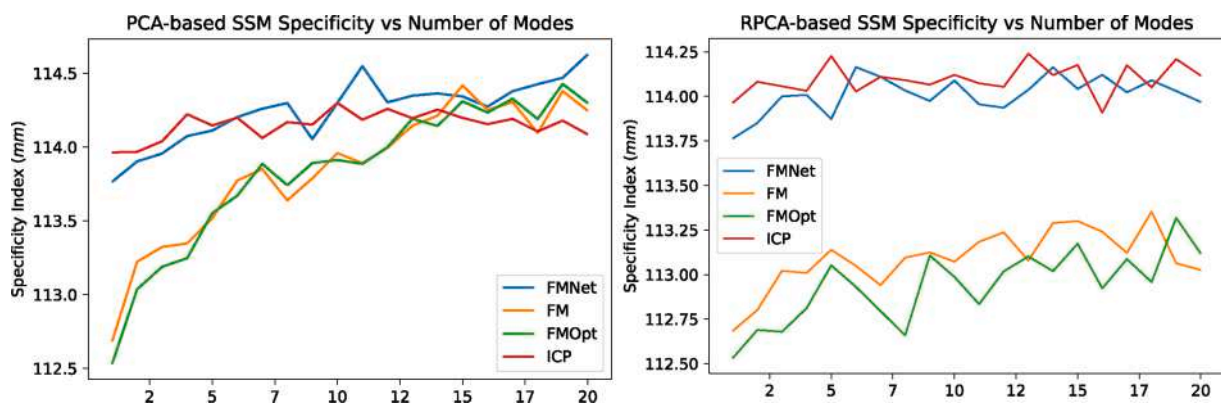 PCA-based SSM Specificity vs Number of Modes
Specificity Index (mm)
114.5
114.0
113.5
113.0
112.5
2
5
7
10
12
15
17
20
FMNet
FM
FMOpt
ICP
RPCA-based SSM Specificity vs Number of Modes
Specificity Index (mm)
114.25
114.00
113.75
113.50
113.25
113.00
112.75
112.50
2
5
7
10
12
15
17
20
FMNet
FM
FMOpt
ICP